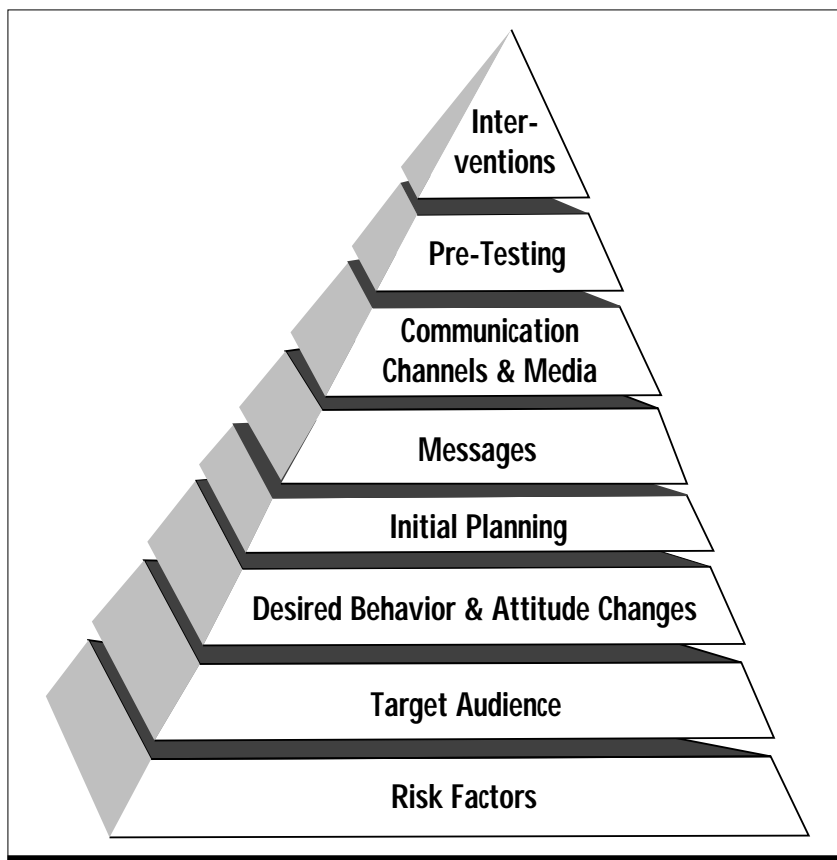 Inter-
ventions
Pre-Testing
Communication
Channels & Media
Messages
Initial Planning
Desired Behavior & Attitude Changes
Target Audience
Risk Factors